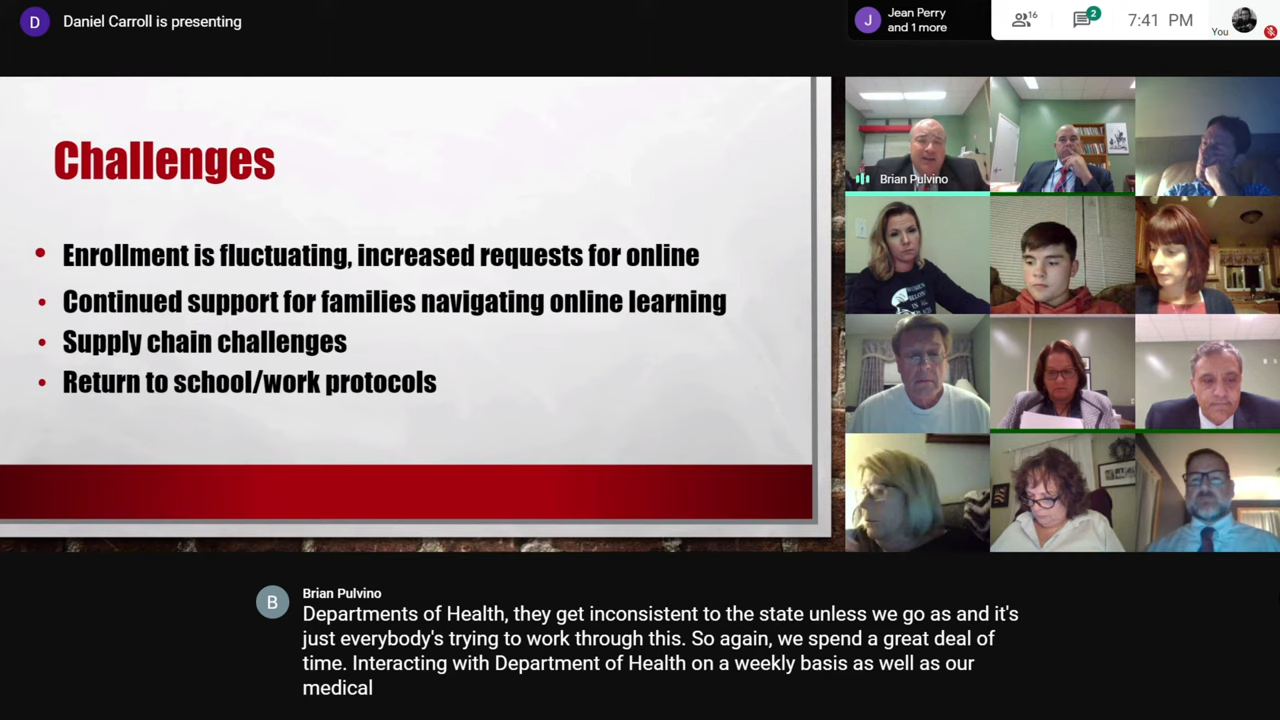 D
Daniel Carroll is presenting
J
Jean Perry
and 1 more
16
2
7:41 PM
You
Challenges
• Enrollment is fluctuating, increased requests for online
• Continued support for families navigating online learning
• Supply chain challenges
• Return to school/work protocols
Brian Pulvino
WOMEN
BELONG
IN ALL
B
Brian Pulvino
Departments of Health, they get inconsistent to the state unless we go as and it's
just everybody's trying to work through this. So again, we spend a great deal of
time. Interacting with Department of Health on a weekly basis as well as our
medical